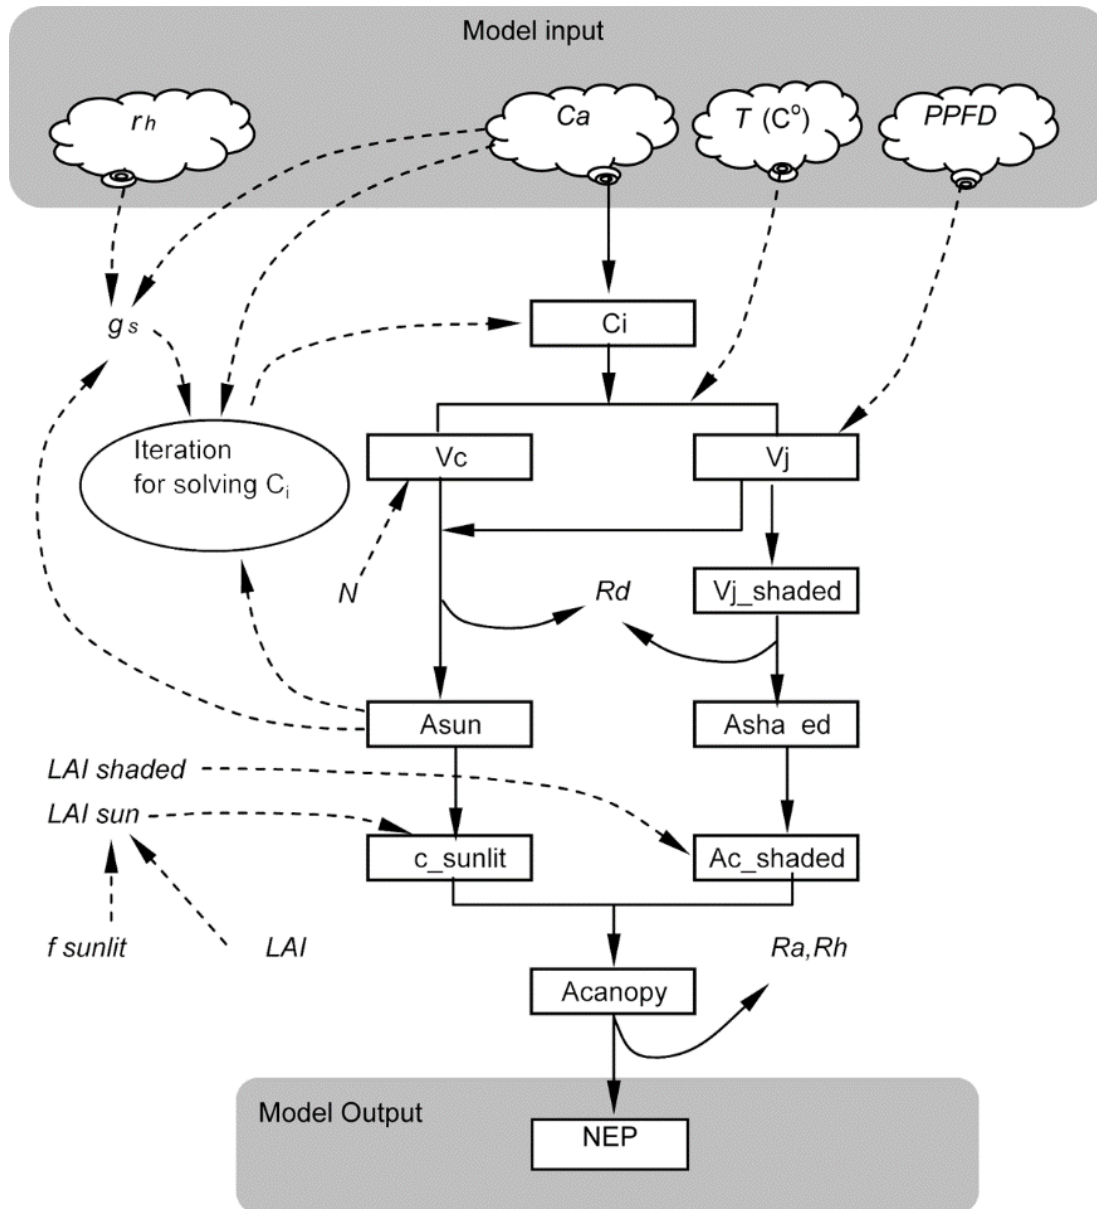 Model input
rh
Ca
T (Cº)
PPFD
gs
Ci
Iteration
for solving Ci
Vc
Vj
N
Rd
Vj_shaded
Asun
Asha ed
LAI shaded
LAI sun
c_sunlit
Ac_shaded
f sunlit
LAI
Ra,Rh
Acanopy
Model Output
NEP